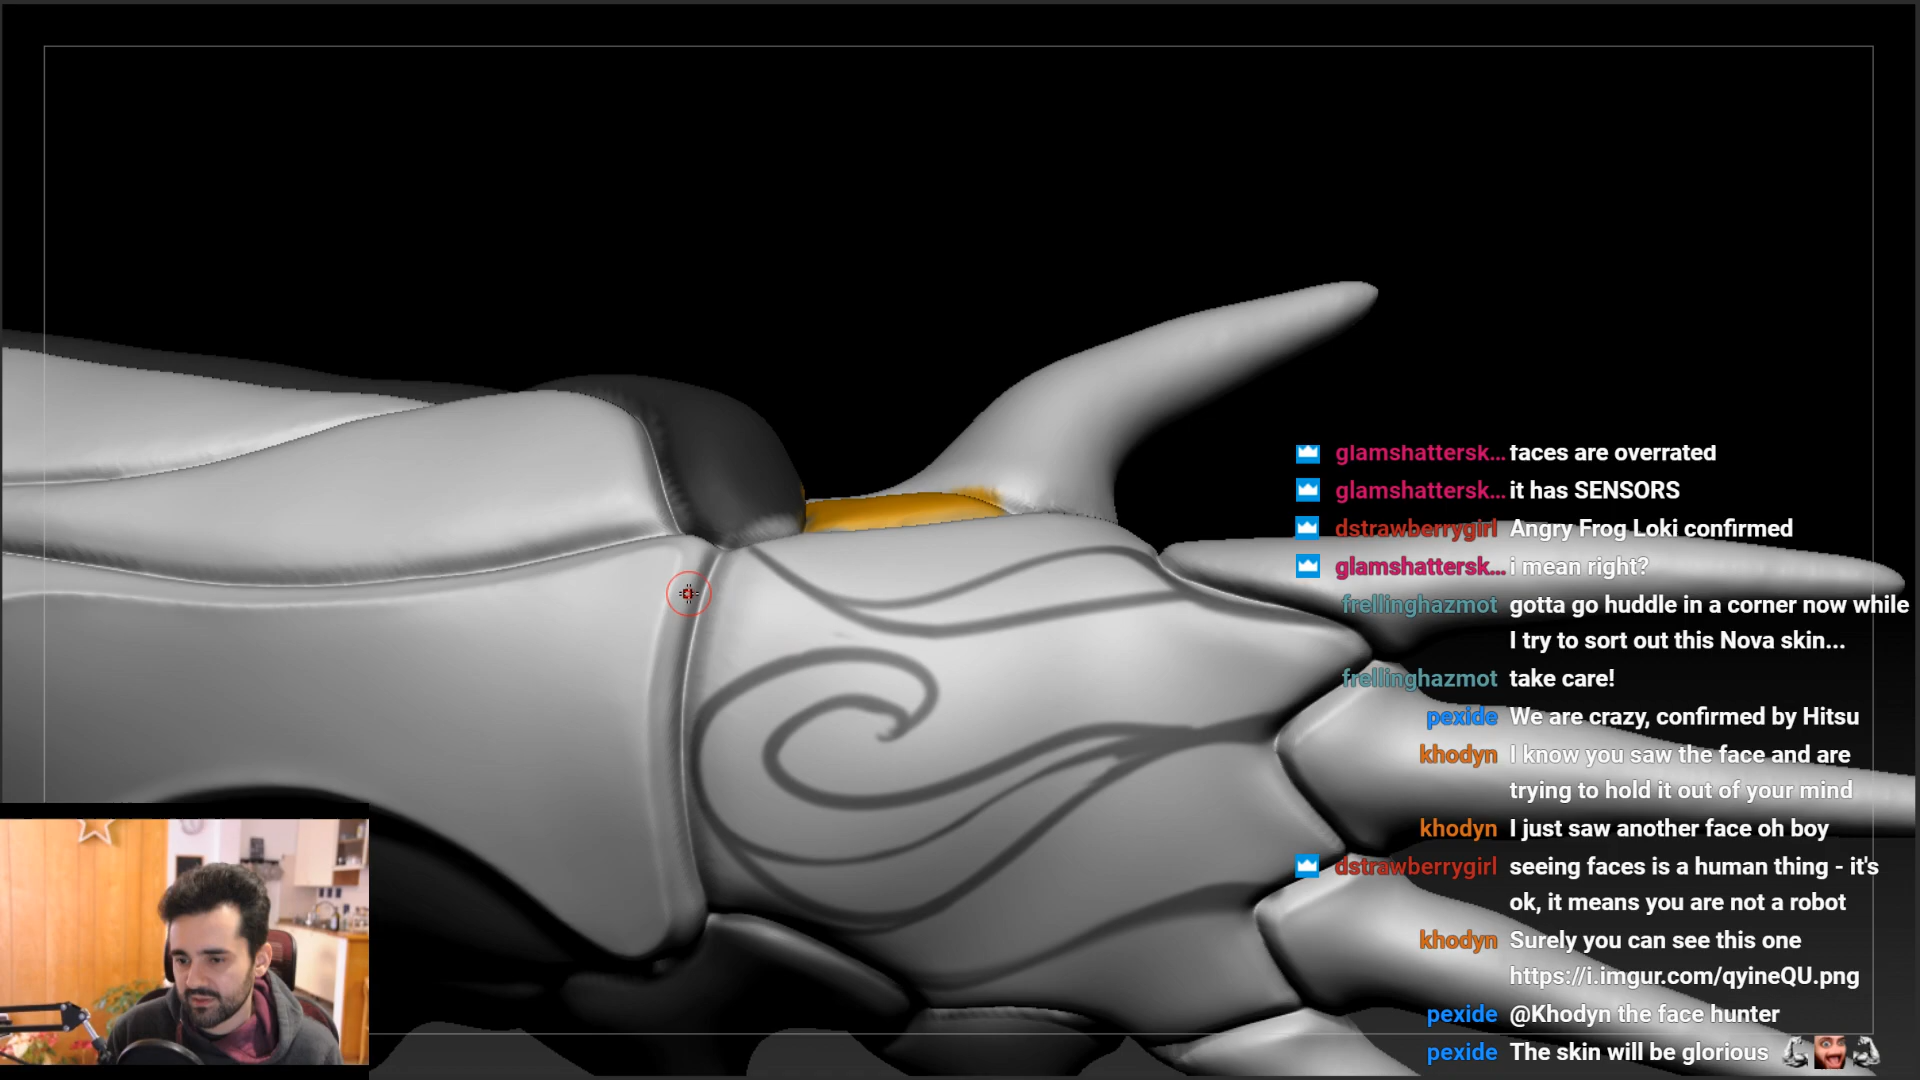 glamshattersk... faces are overrated
glamshattersk... it has SENSORS
dstrawberrygirl Angry Frog Loki confirmed
glamshattersk... i mean right?
frellinghazmot gotta go huddle in a corner now while
I try to sort out this Nova skin...
frellinghazmot take care!
pexide We are crazy, confirmed by Hitsu
khodyn I know you saw the face and are
trying to hold it out of your mind
khodyn I just saw another face oh boy
dstrawberrygirl seeing faces is a human thing - it's
ok, it means you are not a robot
khodyn Surely you can see this one
https://i.imgur.com/qyineQU.png
pexide @Khodyn the face hunter
pexide The skin will be glorious